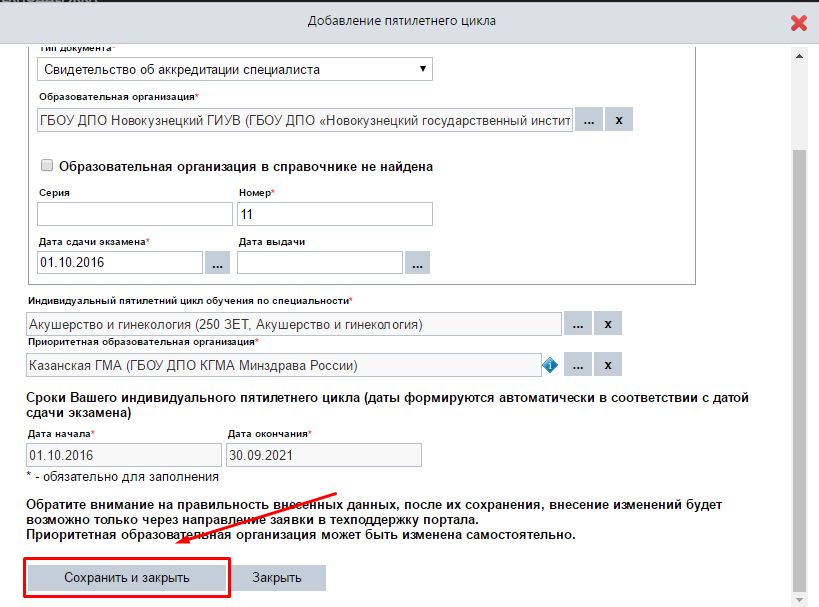 Добавление пятилетнего цикла
Тип документа*
Свидетельство об аккредитации специалиста
Образовательная организация*
ГБОУ ДПО Новокузнецкий ГИУВ (ГБОУ ДПО «Новокузнецкий государственный инстит ... x
Образовательная организация в справочнике не найдена
Серия Номер*
11
Дата сдачи экзамена* Дата выдачи
01.10.2016 ... ...
Индивидуальный пятилетний цикл обучения по специальности*
Акушерство и гинекология (250 ЗЕТ, Акушерство и гинекология) ... x
Приоритетная образовательная организация*
Казанская ГМА (ГБОУ ДПО КГМА Минздрава России) i ... x
Сроки Вашего индивидуального пятилетнего цикла (даты формируются автоматически в соответствии с датой
сдачи экзамена)
Дата начала* Дата окончания*
01.10.2016 30.09.2021
* - обязательно для заполнения
Обратите внимание на правильность внесенных данных, после их сохранения, внесение изменений будет
возможно только через направление заявки в техподдержку портала.
Приоритетная образовательная организация может быть изменена самостоятельно.
Сохранить и закрыть Закрыть